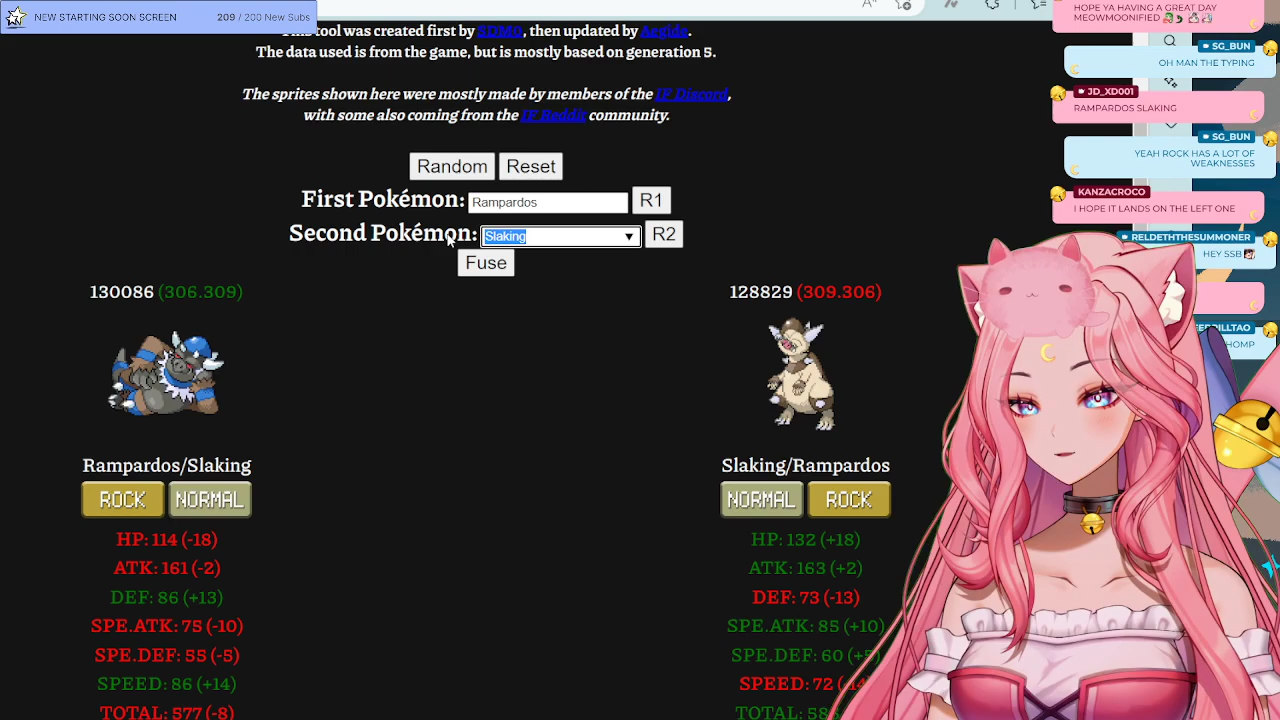 NEW STARTING SOON SCREEN 209 / 200 New Subs
This tool was created first by SDM0, then updated by Aegide.
The data used is from the game, but is mostly based on generation 5.
The sprites shown here were mostly made by members of the IF Discord,
with some also coming from the IF Reddit community.
Random Reset
First Pokémon: Rampardos R1
Second Pokémon: Slaking R2
Fuse
130086 (306.309)
Rampardos/Slaking
ROCK NORMAL
HP: 114 (-18)
ATK: 161 (-2)
DEF: 86 (+13)
SPE.ATK: 75 (-10)
SPE.DEF: 55 (-5)
SPEED: 86 (+14)
TOTAL: 577 (-8)
128829 (309.306)
Slaking/Rampardos
NORMAL ROCK
HP: 132 (+18)
ATK: 163 (+2)
DEF: 73 (-13)
SPE.ATK: 85 (+10)
SPE.DEF: 60 (+5)
SPEED: 72
TOTAL:
HOPE YA HAVING A GREAT DAY
MEOWMOONIFIED
SG_BUN
OH MAN THE TYPING
JD_XD001
RAMPARDOS SLAKING
SG_BUN
YEAH ROCK HAS A LOT OF
WEAKNESSES
KANZACROCO
I HOPE IT LANDS ON THE LEFT ONE
RELDETHTHESUMMONER
HEY SSB